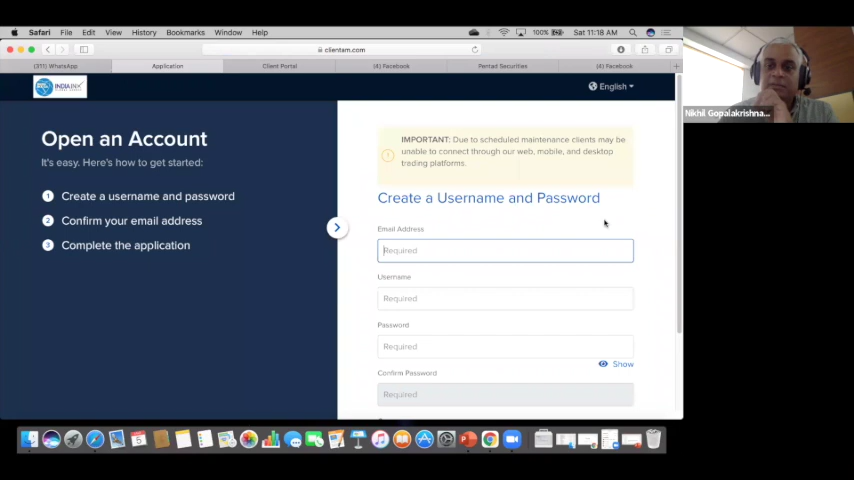 Safari File Edit View History Bookmarks Window Help
100% Sat 11:18 AM
clientam.com
(311) WhatsApp Application Client Portal (4) Facebook Pentad Securities (4) Facebook
INDIA INX
English
Open an Account
It's easy. Here's how to get started:
1 Create a username and password
2 Confirm your email address
3 Complete the application
IMPORTANT: Due to scheduled maintenance clients may be
unable to connect through our web, mobile, and desktop
trading platforms.
Create a Username and Password
Email Address
Required
Username
Required
Password
Required
Show
Confirm Password
Required
Nikhil Gopalakrishna...